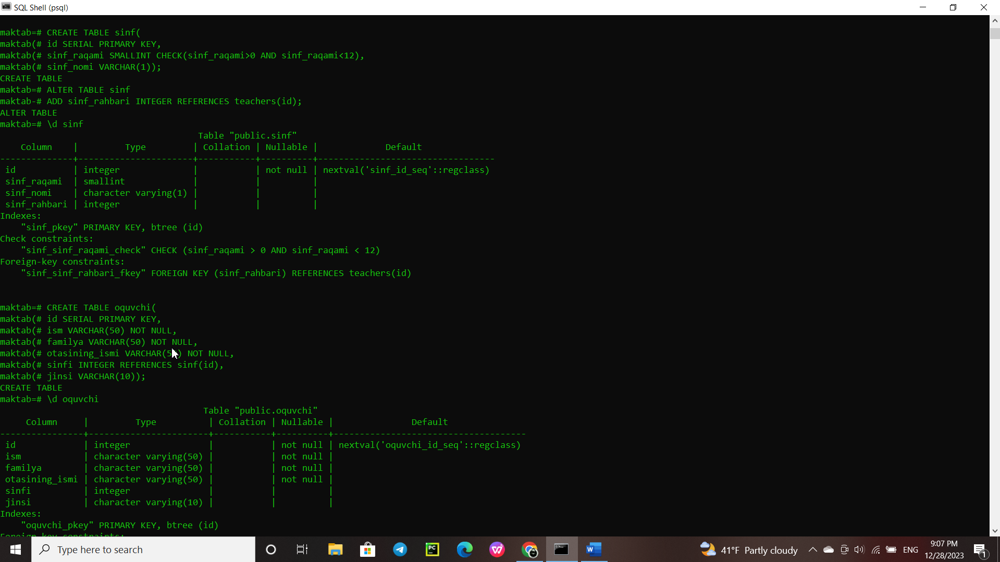 SQL Shell (psql)
maktab=# CREATE TABLE sinf(
maktab(# id SERIAL PRIMARY KEY,
maktab(# sinf_raqami SMALLINT CHECK(sinf_raqami>0 AND sinf_raqami<12),
maktab(# sinf_nomi VARCHAR(1));
CREATE TABLE
maktab=# ALTER TABLE sinf
maktab-# ADD sinf_rahbari INTEGER REFERENCES teachers(id);
ALTER TABLE
maktab=# \d sinf
                                      Table "public.sinf"
    Column    |         Type         | Collation | Nullable |             Default
--------------+----------------------+-----------+----------+----------------------------------
 id           | integer              |           | not null | nextval('sinf_id_seq'::regclass)
 sinf_raqami  | smallint             |           |          |
 sinf_nomi    | character varying(1) |           |          |
 sinf_rahbari | integer              |           |          |
Indexes:
    "sinf_pkey" PRIMARY KEY, btree (id)
Check constraints:
    "sinf_sinf_raqami_check" CHECK (sinf_raqami > 0 AND sinf_raqami < 12)
Foreign-key constraints:
    "sinf_sinf_rahbari_fkey" FOREIGN KEY (sinf_rahbari) REFERENCES teachers(id)
maktab=# CREATE TABLE oquvchi(
maktab(# id SERIAL PRIMARY KEY,
maktab(# ism VARCHAR(50) NOT NULL,
maktab(# familya VARCHAR(50) NOT NULL,
maktab(# otasining_ismi VARCHAR(50) NOT NULL,
maktab(# sinfi INTEGER REFERENCES sinf(id),
maktab(# jinsi VARCHAR(10));
CREATE TABLE
maktab=# \d oquvchi
                                       Table "public.oquvchi"
     Column     |         Type          | Collation | Nullable |               Default
----------------+-----------------------+-----------+----------+-------------------------------------
 id             | integer               |           | not null | nextval('oquvchi_id_seq'::regclass)
 ism            | character varying(50) |           | not null |
 familya        | character varying(50) |           | not null |
 otasining_ismi | character varying(50) |           | not null |
 sinfi          | integer               |           |          |
 jinsi          | character varying(10) |           |          |
Indexes:
    "oquvchi_pkey" PRIMARY KEY, btree (id)
Foreign-key constraints:
Type here to search
41°F Partly cloudy
ENG
9:07 PM
12/28/2023
1